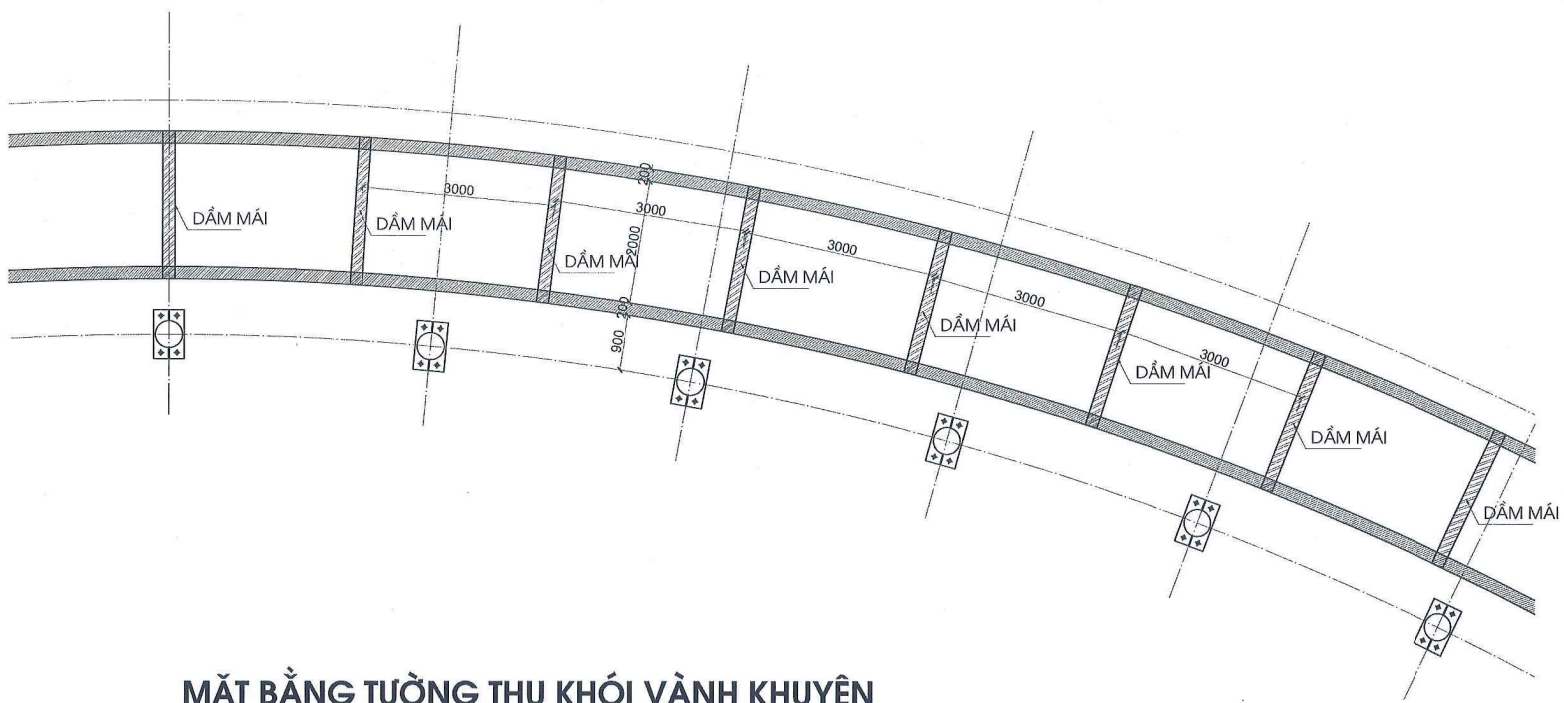 DẦM MÁI
DẦM MÁI
3000
DẦM MÁI
200
3000
2000
200
900
DẦM MÁI
3000
DẦM MÁI
3000
DẦM MÁI
3000
DẦM MÁI
DẦM MÁI
MẶT BẰNG TƯỜNG THU KHÓI VÀNH KHUYÊN